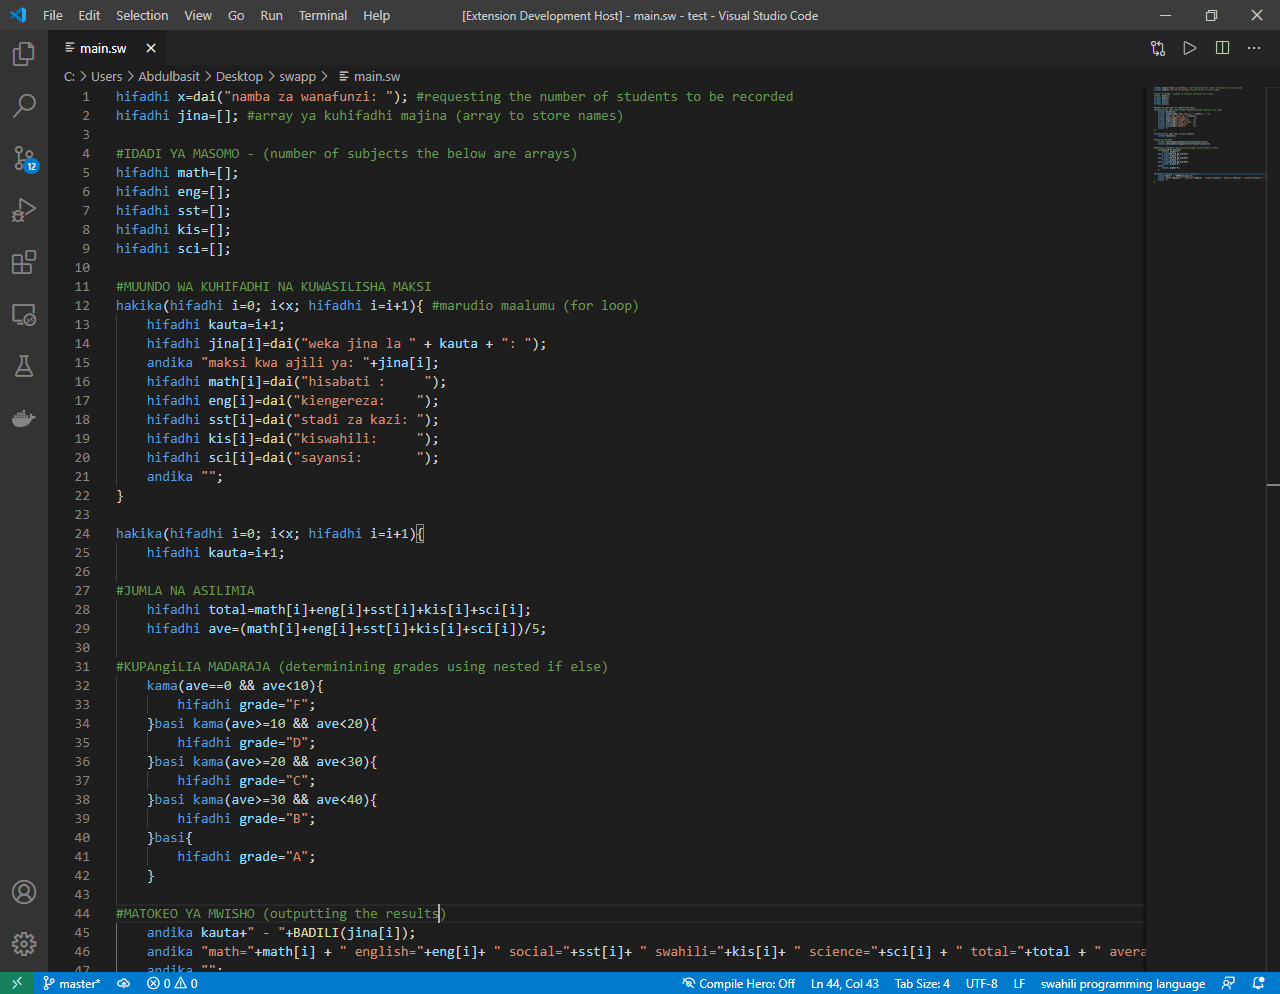 File Edit Selection View Go Run Terminal Help [Extension Development Host] - main.sw - test - Visual Studio Code
main.sw
C: > Users > Abdulbasit > Desktop > swapp > main.sw
1 hifadhi x=dai("namba za wanafunzi: "); #requesting the number of students to be recorded
2 hifadhi jina=[]; #array ya kuhifadhi majina (array to store names)
3
4 #IDADI YA MASOMO - (number of subjects the below are arrays)
5 hifadhi math=[];
6 hifadhi eng=[];
7 hifadhi sst=[];
8 hifadhi kis=[];
9 hifadhi sci=[];
10
11 #MUUNDO WA KUHIFADHI NA KUWASILISHA MAKSI
12 hakika(hifadhi i=0; i<x; hifadhi i=i+1){ #marudio maalumu (for loop)
13     hifadhi kauta=i+1;
14     hifadhi jina[i]=dai("weka jina la " + kauta + ": ");
15     andika "maksi kwa ajili ya: "+jina[i];
16     hifadhi math[i]=dai("hisabati :     ");
17     hifadhi eng[i]=dai("kiengereza:    ");
18     hifadhi sst[i]=dai("stadi za kazi: ");
19     hifadhi kis[i]=dai("kiswahili:     ");
20     hifadhi sci[i]=dai("sayansi:       ");
21     andika "";
22 }
23
24 hakika(hifadhi i=0; i<x; hifadhi i=i+1){
25     hifadhi kauta=i+1;
26
27 #JUMLA NA ASILIMIA
28     hifadhi total=math[i]+eng[i]+sst[i]+kis[i]+sci[i];
29     hifadhi ave=(math[i]+eng[i]+sst[i]+kis[i]+sci[i])/5;
30
31 #KUPAngiLIA MADARAJA (determinining grades using nested if else)
32     kama(ave==0 && ave<10){
33         hifadhi grade="F";
34     }basi kama(ave>=10 && ave<20){
35         hifadhi grade="D";
36     }basi kama(ave>=20 && ave<30){
37         hifadhi grade="C";
38     }basi kama(ave>=30 && ave<40){
39         hifadhi grade="B";
40     }basi{
41         hifadhi grade="A";
42     }
43
44 #MATOKEO YA MWISHO (outputting the results)
45     andika kauta+" - "+BADILI(jina[i]);
46     andika "math="+math[i] + " english="+eng[i]+ " social="+sst[i]+ " swahili="+kis[i]+ " science="+sci[i] + " total="+total + " avera
47     andika "";
12
master* 0 0 Compile Hero: Off Ln 44, Col 43 Tab Size: 4 UTF-8 LF swahili programming language